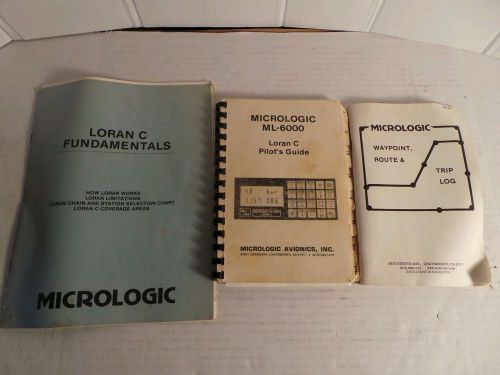 LORAN C
FUNDAMENTALS
HOW LORAN WORKS
LORAN LIMITATIONS
LORAN CHAIN AND STATION SELECTION CHART
LORAN C COVERAGE AREAS
MICROLOGIC
MICROLOGIC
ML-6000
Loran C
Pilot's Guide
MICROLOGIC AVIONICS, INC.
MICROLOGIC
WAYPOINT,
ROUTE &
TRIP
LOG